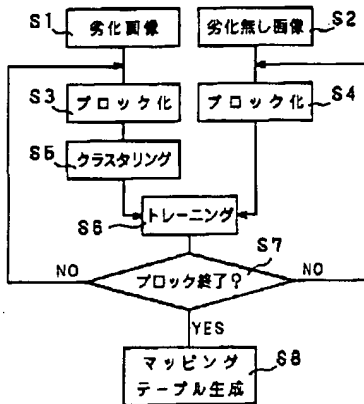 S1
劣化画像
劣化無し画像
S2
S3
ブロック化
ブロック化
S4
S5
クラスタリング
トレーニング
S6
S7
NO
ブロック終了?
NO
YES
マッピング
テーブル生成
S8